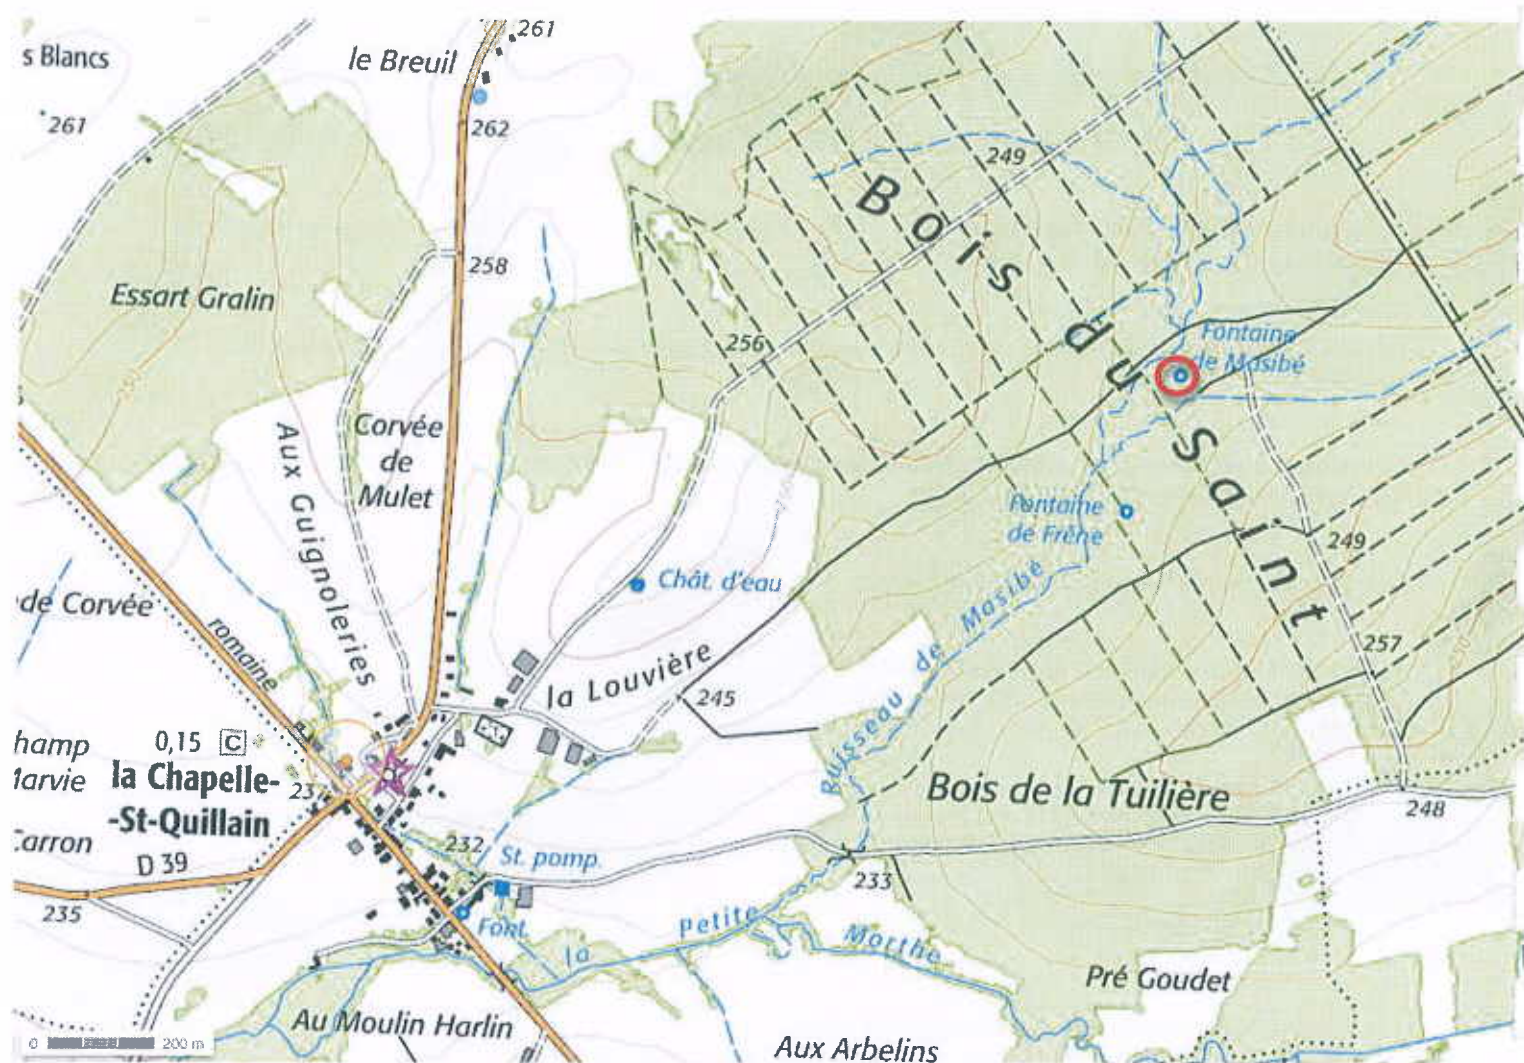 s Blancs
le Breuil
261
261
262
249
Bois du Saint
258
Essart Gralin
256
Fontaine
de Masibé
Corvée
de
Mulet
Aux Guignoleries
Fontaine
de Frêne
249
Chât. d'eau
de Corvée
romaine
Ruisseau de Masibé
257
la Louvière
245
hamp
0,15 C
la Chapelle-
-St-Quillain
23
Bois de la Tuilière
248
232
St. pomp.
D 39
233
235
Font.
la Petite Morthe
Pré Goudet
Au Moulin Harlin
Aux Arbelins
0 200 m